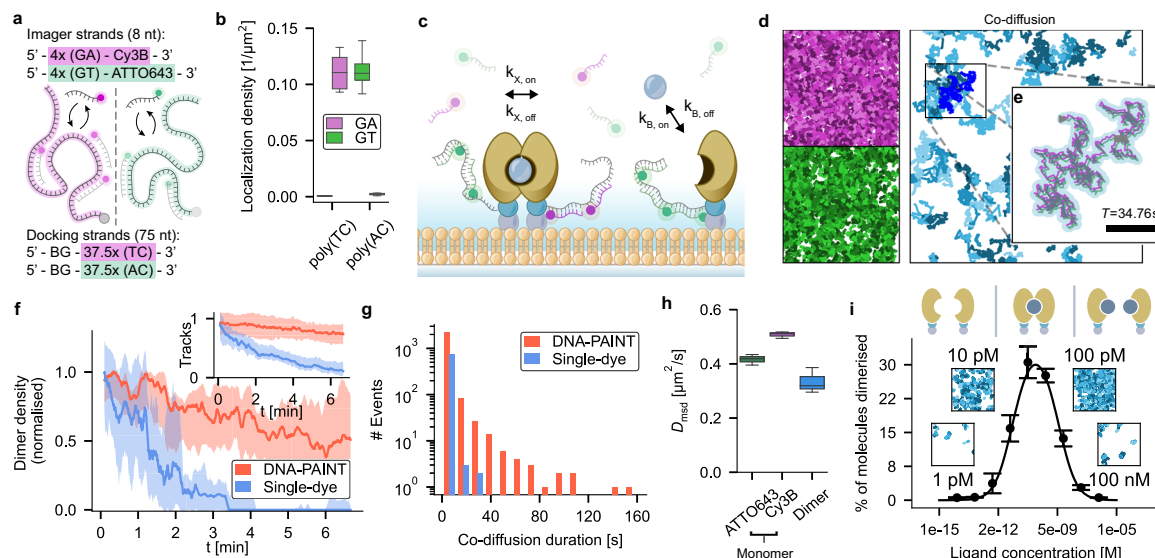 a
Imager strands (8 nt):
5' - 4x (GA) - Cy3B - 3'
5' - 4x (GT) - ATTO643 - 3'
Docking strands (75 nt):
5' - BG - 37.5x (TC) - 3'
5' - BG - 37.5x (AC) - 3'
b
Localization density [1/μm²]
0.15
0.10
0.05
0.00
GA
GT
poly(TC)
poly(AC)
c
k X, on
k X, off
k B, on
k B, off
d
Co-diffusion
e
T=34.76s
f
Dimer density
(normalised)
1.0
0.5
0.0
Tracks
1
0
0 2 4 6
t [min]
DNA-PAINT
Single-dye
0 1 2 3 4 5 6
t [min]
g
# Events
10³
10²
10¹
10⁰
DNA-PAINT
Single-dye
0 40 80 120 160
Co-diffusion duration [s]
h
D msd [μm²/s]
0.6
0.4
0.2
0.0
ATTO643
Cy3B
Dimer
Monomer
i
% of molecules dimerised
30
15
0
10 pM
100 pM
1 pM
100 nM
1e-15 2e-12 5e-09 1e-05
Ligand concentration [M]